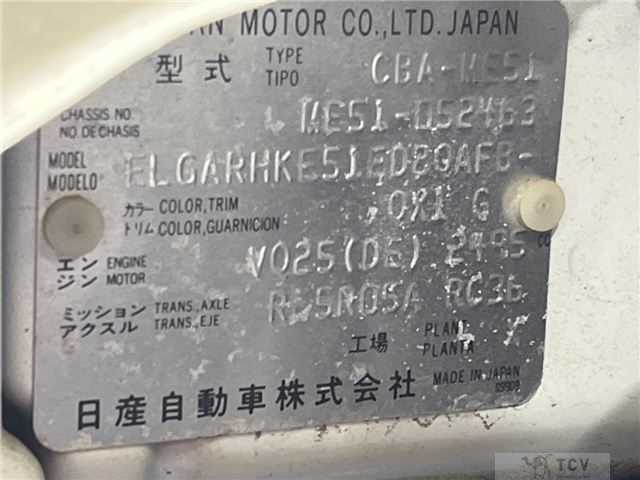 AN MOTOR CO.,LTD.JAPAN
型式 TYPE TIPO CBA-ME51
CHASSIS NO.
NO.DE CHASIS
ME51-052463
MODEL
MODELO
カラー COLOR,TRIM
トリム COLOR,GUARNICION
エンジン ENGINE MOTOR VQ25(DE) 2495
ミッション TRANS.,AXLE
アクスル TRANS.,EJE
RE5R05A RC36
工場 PLANT PLANTA
日産自動車株式会社
MADE IN JAPAN
TCV